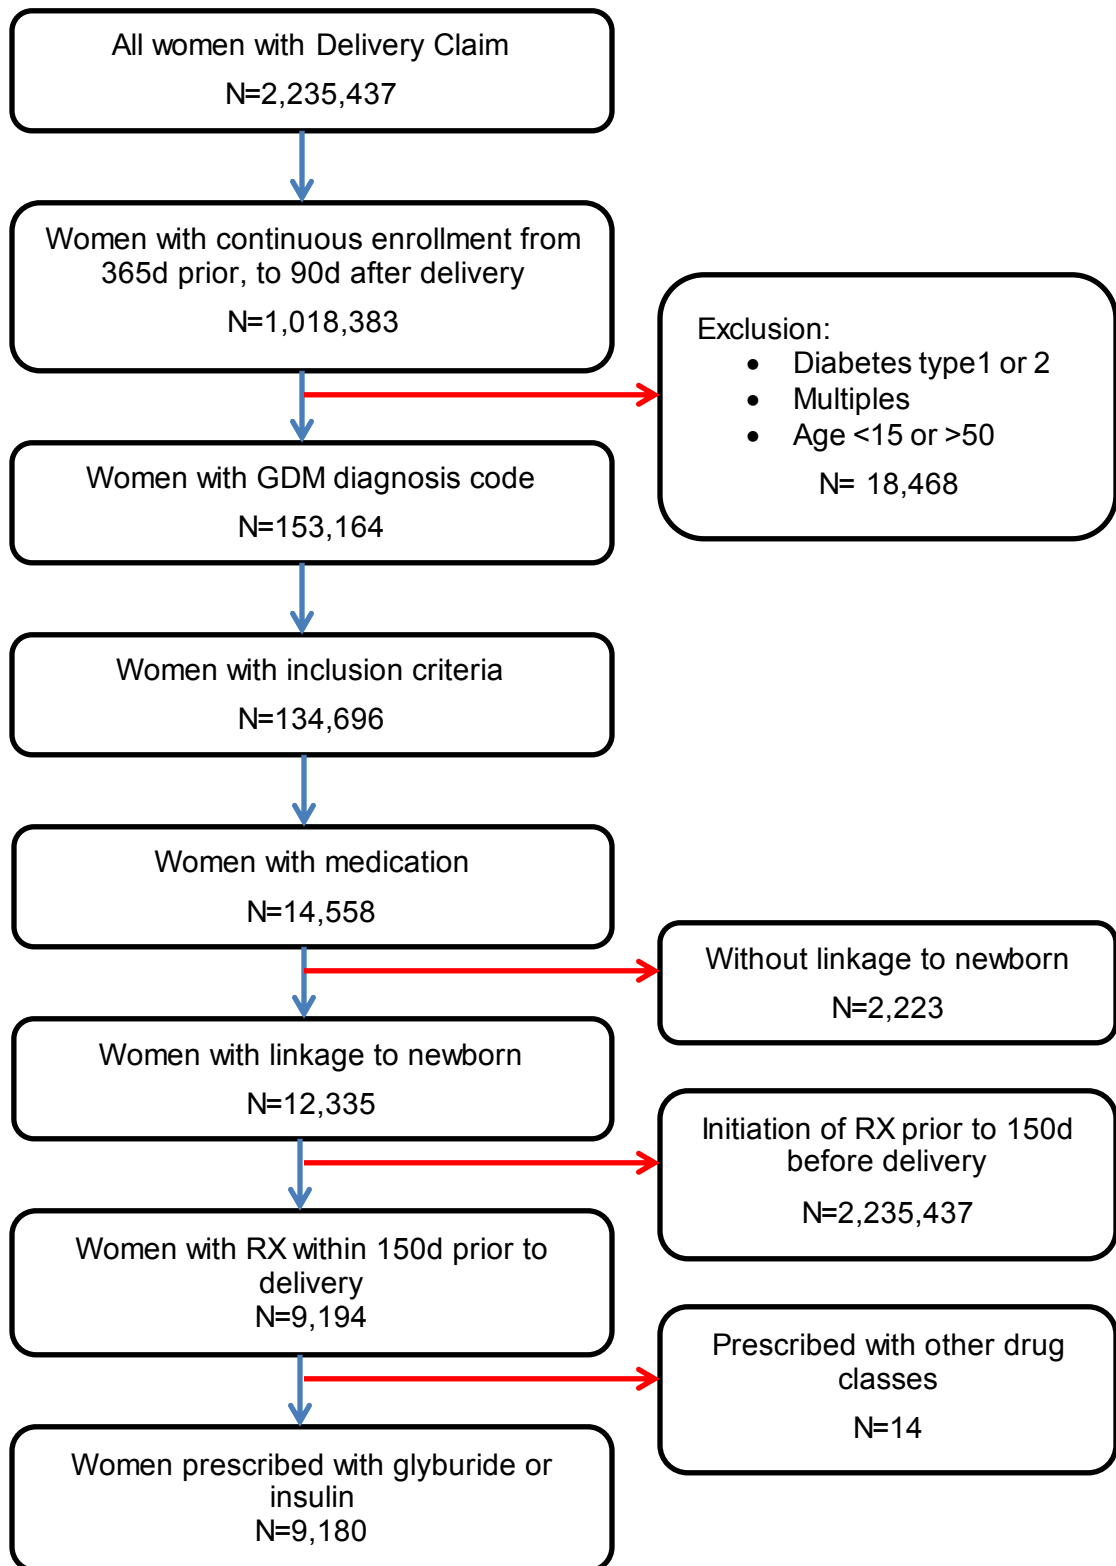 All women with Delivery Claim
N=2,235,437
Women with continuous enrollment from
365d prior, to 90d after delivery
N=1,018,383
Exclusion:
• Diabetes type1 or 2
• Multiples
• Age <15 or >50
N= 18,468
Women with GDM diagnosis code
N=153,164
Women with inclusion criteria
N=134,696
Women with medication
N=14,558
Without linkage to newborn
N=2,223
Women with linkage to newborn
N=12,335
Initiation of RX prior to 150d
before delivery
N=2,235,437
Women with RX within 150d prior to
delivery
N=9,194
Prescribed with other drug
classes
N=14
Women prescribed with glyburide or
insulin
N=9,180